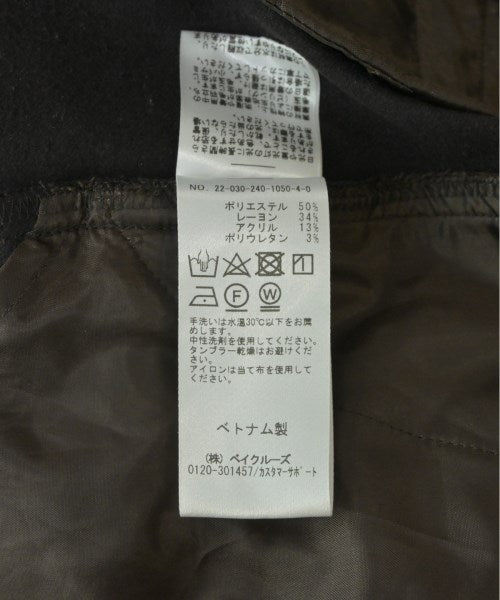 NO. 22-030-240-1050-4-0
ポリエステル 50%
レーヨン 34%
アクリル 13%
ポリウレタン 3%
F W
手洗いは水温30℃以下をお薦
めします。
中性洗剤を使用してください。
タンブラー乾燥はお避けくださ
い。
アイロンは当て布を使用して
ください。
ベトナム製
(株) ベイクルーズ
0120-301457/カスタマーサポート